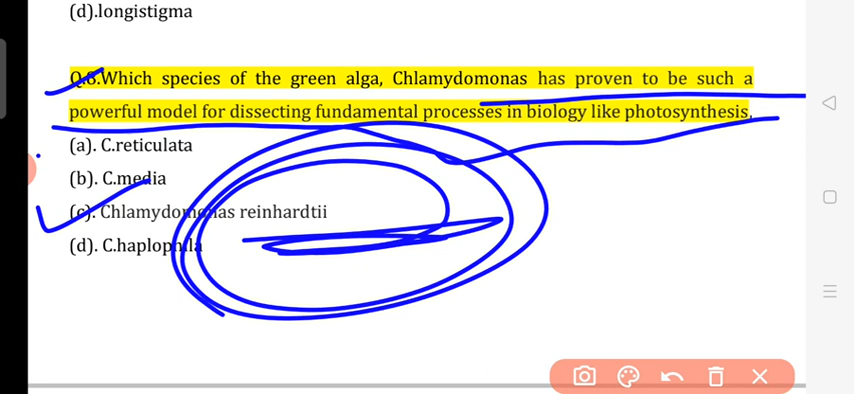 (d).longistigma
Q.8.Which species of the green alga, Chlamydomonas has proven to be such a
powerful model for dissecting fundamental processes in biology like photosynthesis.
(a). C.reticulata
(b). C.media
(c). Chlamydomonas reinhardtii
(d). C.haplophila